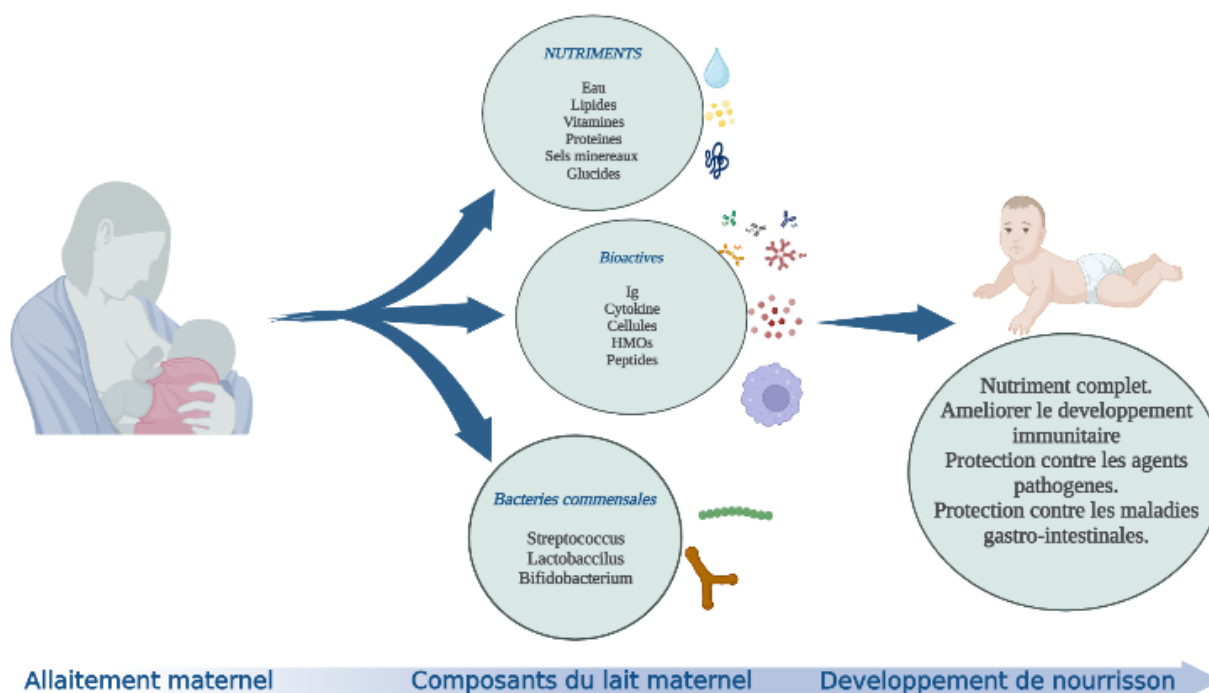 NUTRIMENTS
Eau
Lipides
Vitamines
Proteines
Sels minereaux
Glucides
Bioactives
Ig
Cytokine
Cellules
HMOs
Peptides
Bacteries commensales
Streptococcus
Lactobaccilus
Bifidobacterium
Nutriment complet.
Ameliorer le developpement
immunitaire
Protection contre les agents
pathogenes.
Protection contre les maladies
gastro-intestinales.
Allaitement maternel
Composants du lait maternel
Developpement de nourrisson